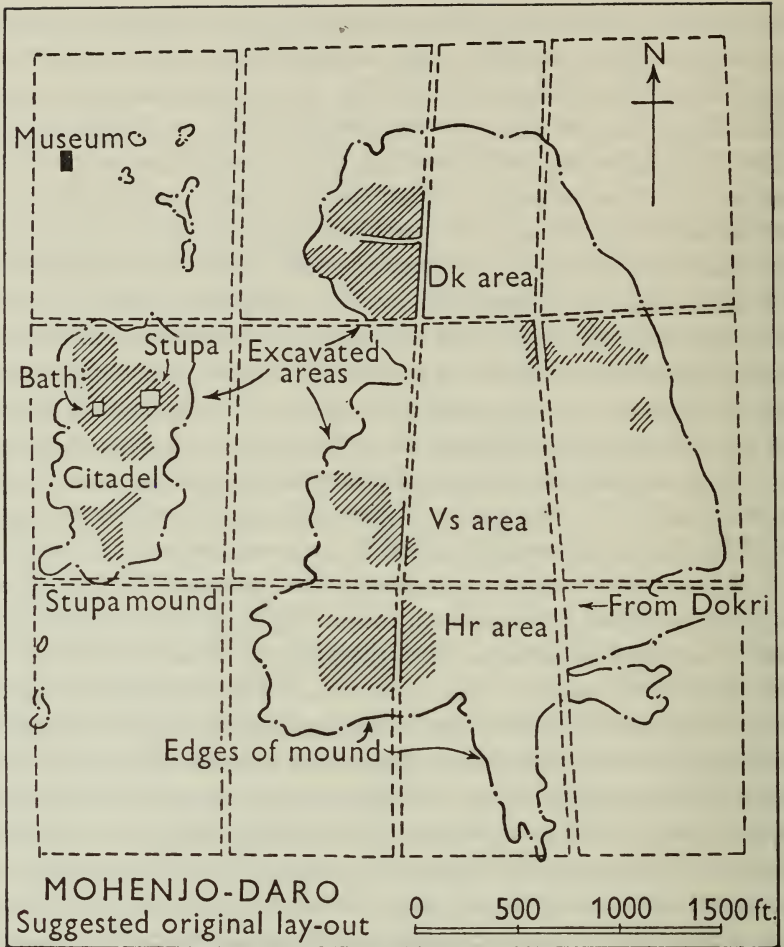 N
Museum
Dk area
Stupa
Excavated
areas
Bath
Citadel
Vs area
Stupa mound
From Dokri
Hr area
Edges of mound
MOHENJO-DARO
Suggested original lay-out
0 500 1000 1500 ft.